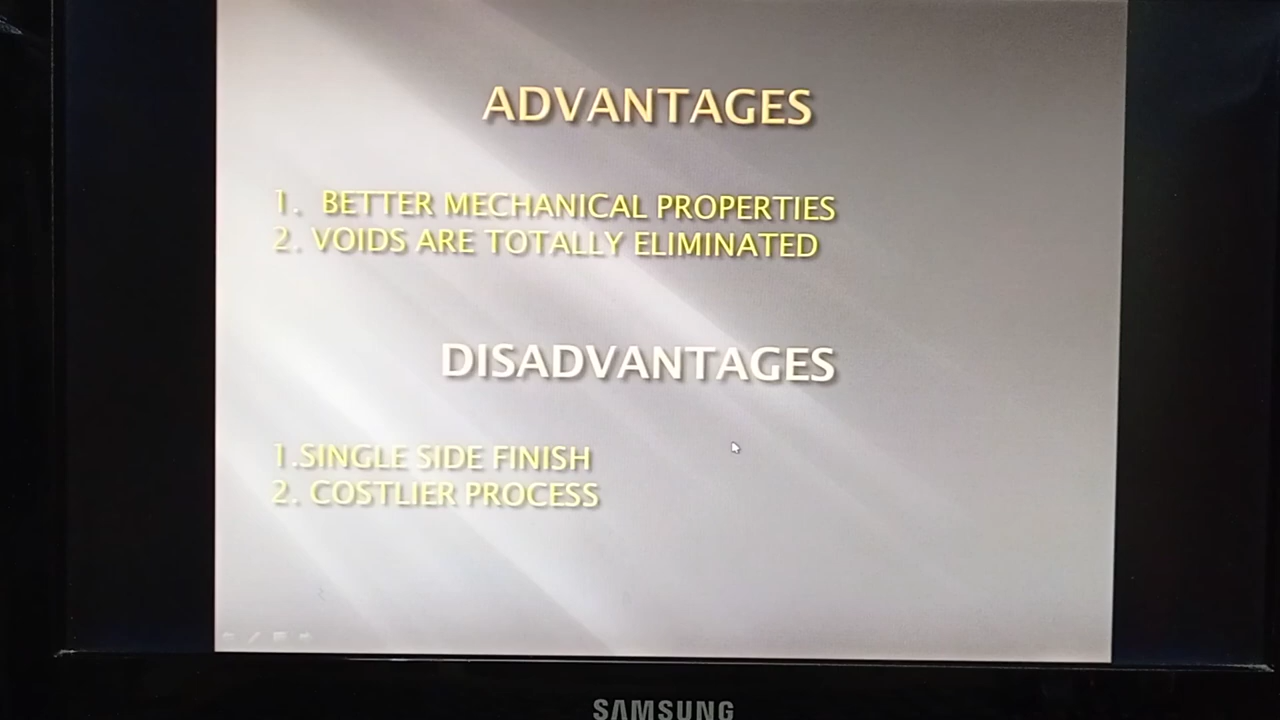 ADVANTAGES
1. BETTER MECHANICAL PROPERTIES
2. VOIDS ARE TOTALLY ELIMINATED
DISADVANTAGES
1.SINGLE SIDE FINISH
2. COSTLIER PROCESS
SAMSUNG